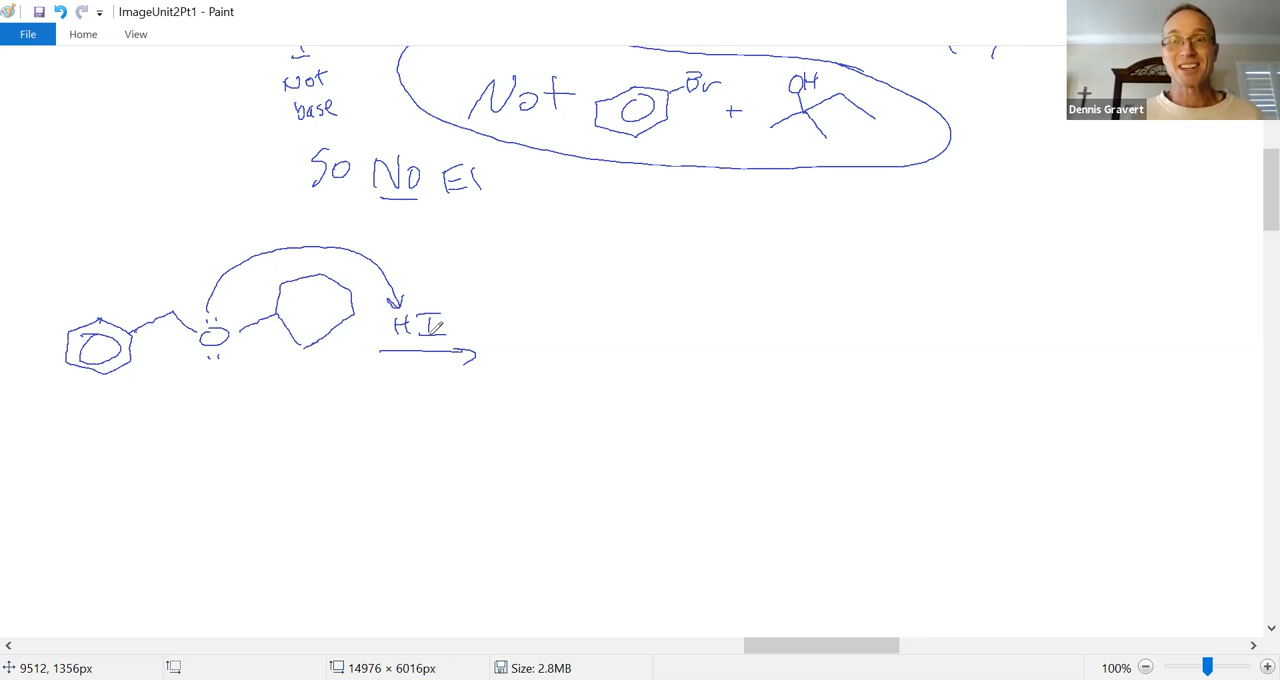 ImageUnit2Pt1 - Paint
File Home View
Dennis Gravert
Not
base
Not
Br
+
OH
So No E1
O
HI
9512, 1356px
14976 × 6016px
Size: 2.8MB
100%